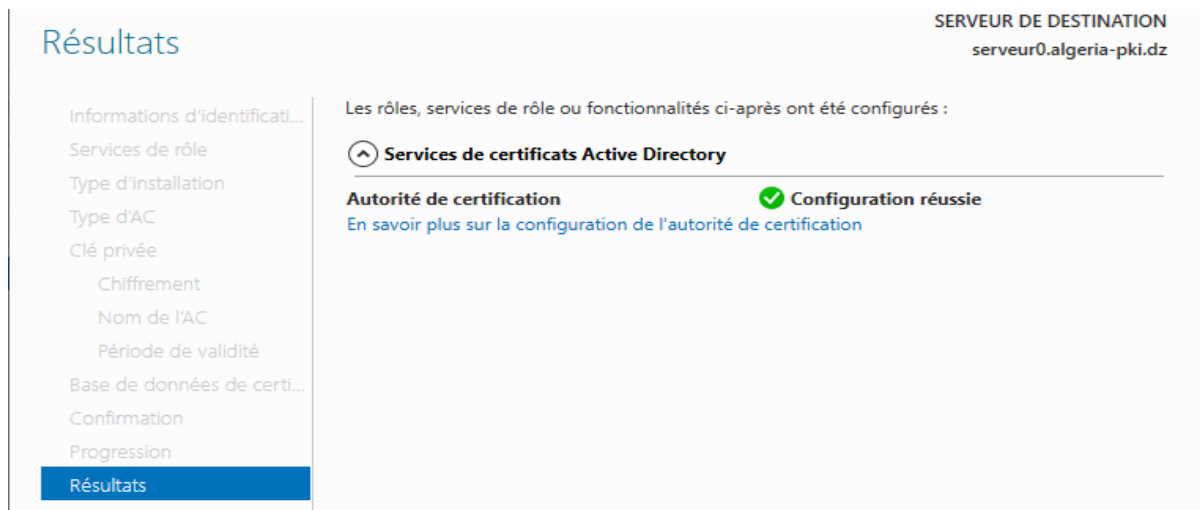 Résultats
SERVEUR DE DESTINATION
serveur0.algeria-pki.dz
Informations d'identificati...
Services de rôle
Type d'installation
Type d'AC
Clé privée
Chiffrement
Nom de l'AC
Période de validité
Base de données de certi...
Confirmation
Progression
Résultats
Les rôles, services de rôle ou fonctionnalités ci-après ont été configurés :
Services de certificats Active Directory
Autorité de certification Configuration réussie
En savoir plus sur la configuration de l'autorité de certification